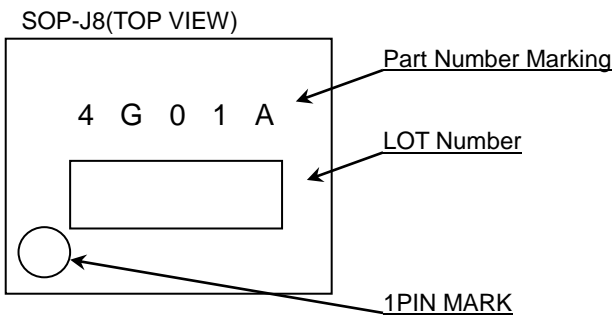 SOP-J8(TOP VIEW)
Part Number Marking
4 G 0 1 A
LOT Number
1PIN MARK